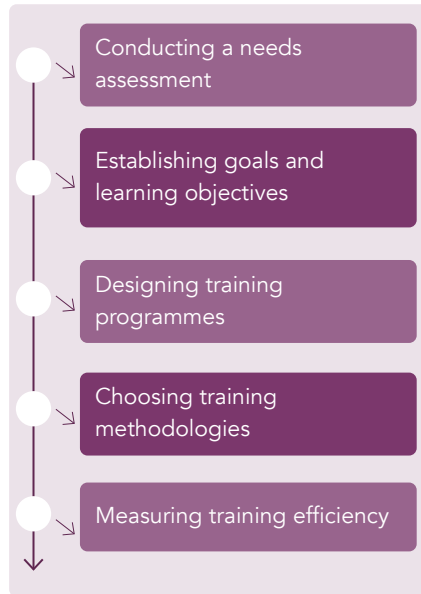 Conducting a needs
assessment
Establishing goals and
learning objectives
Designing training
programmes
Choosing training
methodologies
Measuring training efficiency